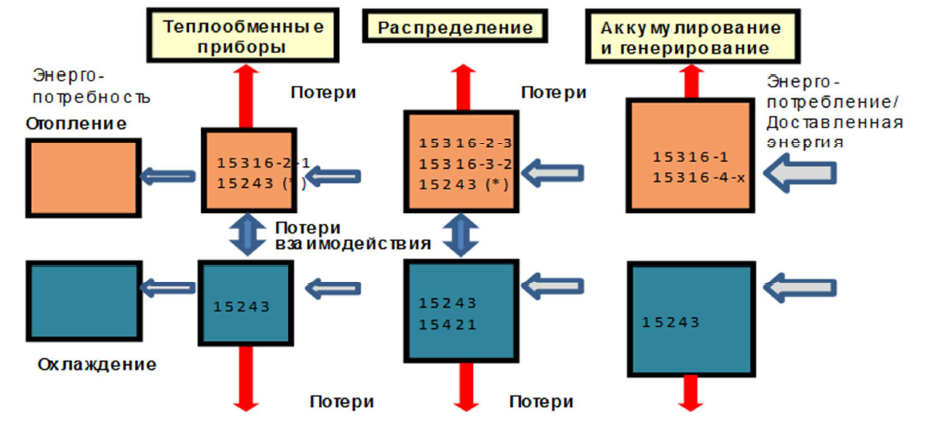 Теплообменные
приборы
Распределение
Аккумулирование
и генерирование
Энерго-
потребность
Отопление
Потери
Потери
Энерго-
потребление/
Доставленная
энергия
15316-2-1
15243 (*)
15316-2-3
15316-3-2
15243 (*)
15316-1
15316-4-x
Потери
взаимодействия
15243
15243
15421
15243
Охлаждение
Потери
Потери